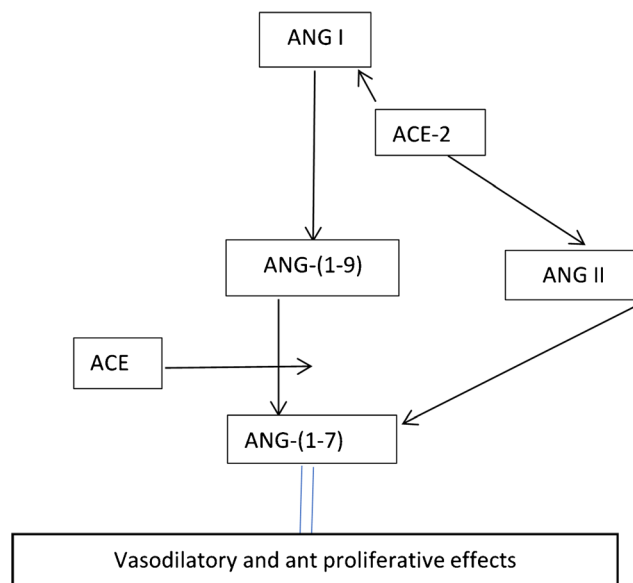 ANG I
ACE-2
ANG-(1-9)
ANG II
ACE
ANG-(1-7)
Vasodilatory and ant proliferative effects